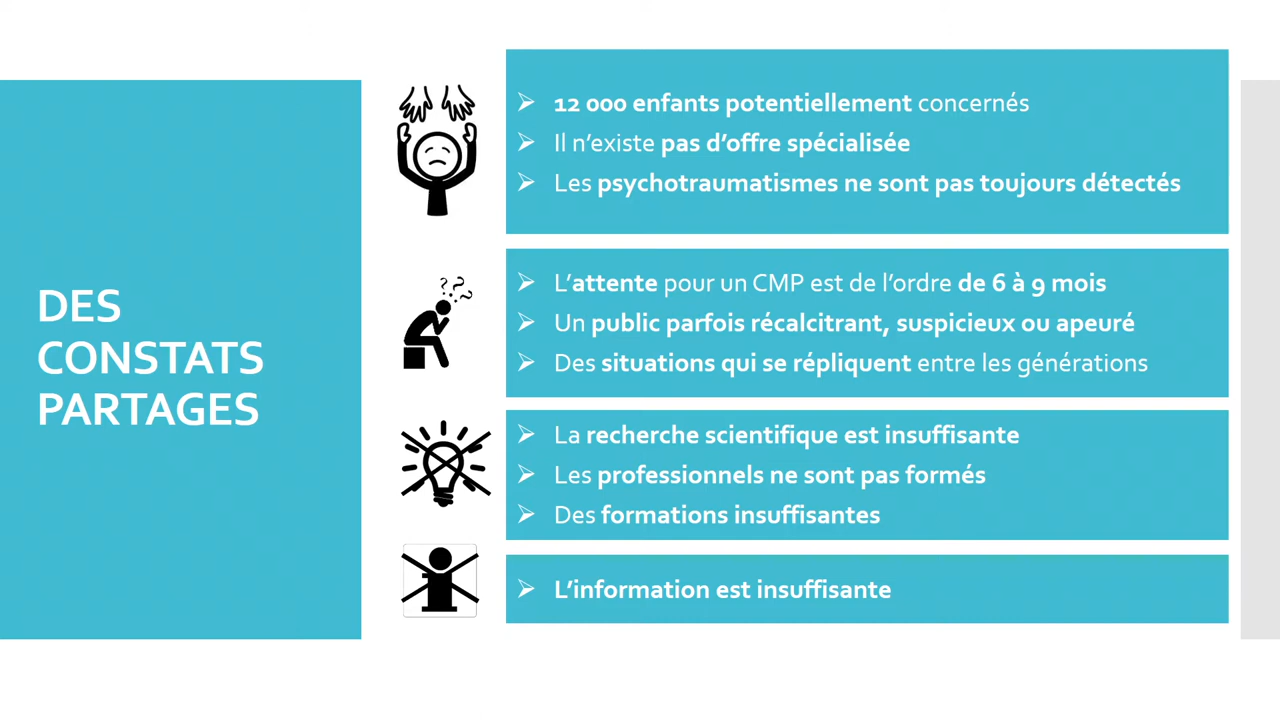 DES
CONSTATS
PARTAGES
12 000 enfants potentiellement concernés
Il n’existe pas d’offre spécialisée
Les psychotraumatismes ne sont pas toujours détectés
L’attente pour un CMP est de l’ordre de 6 à 9 mois
Un public parfois récalcitrant, suspicieux ou apeuré
Des situations qui se répliquent entre les générations
La recherche scientifique est insuffisante
Les professionnels ne sont pas formés
Des formations insuffisantes
L’information est insuffisante